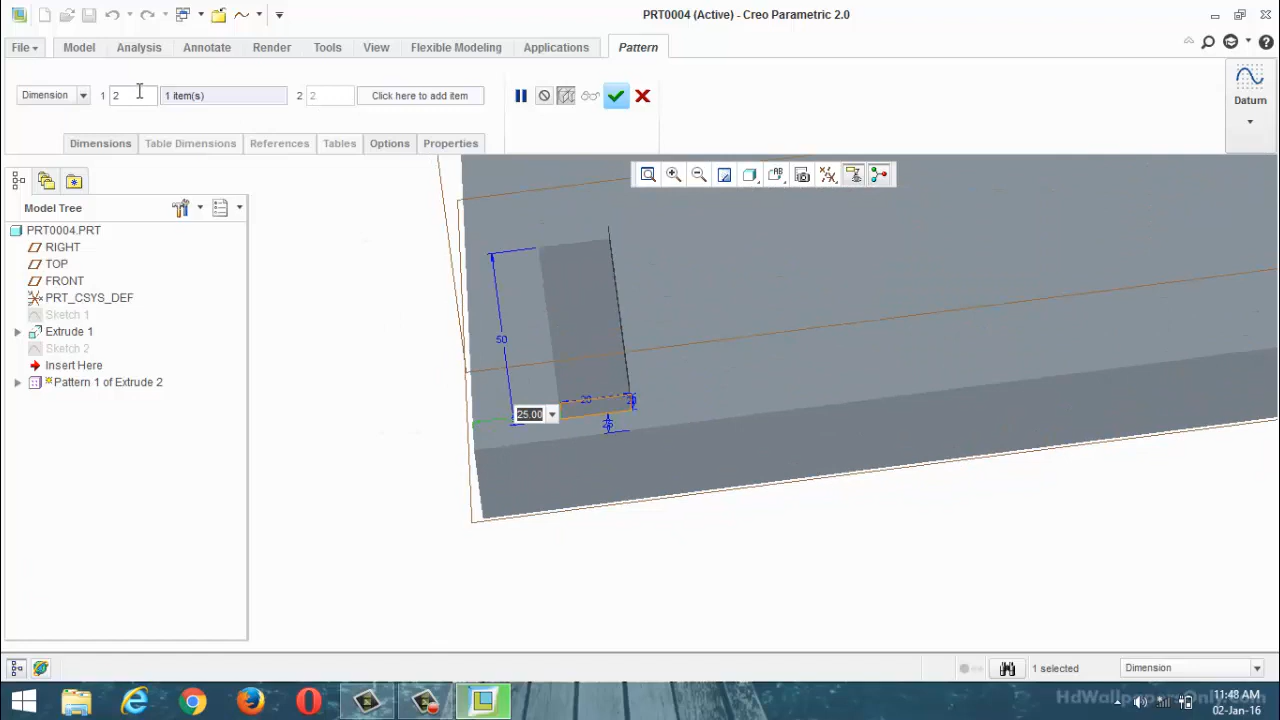 PRT0004 (Active) - Creo Parametric 2.0
File Model Analysis Annotate Render Tools View Flexible Modeling Applications Pattern
Dimension 1 2 1 item(s) 2 2 Click here to add item
Datum
Dimensions Table Dimensions References Tables Options Properties
Model Tree
PRT0004.PRT
RIGHT
TOP
FRONT
PRT_CSYS_DEF
Sketch 1
Extrude 1
Sketch 2
Insert Here
Pattern 1 of Extrude 2
50
20
25.00
1 selected Dimension
HdWallpapersOnly.com
11:48 AM
02-Jan-16